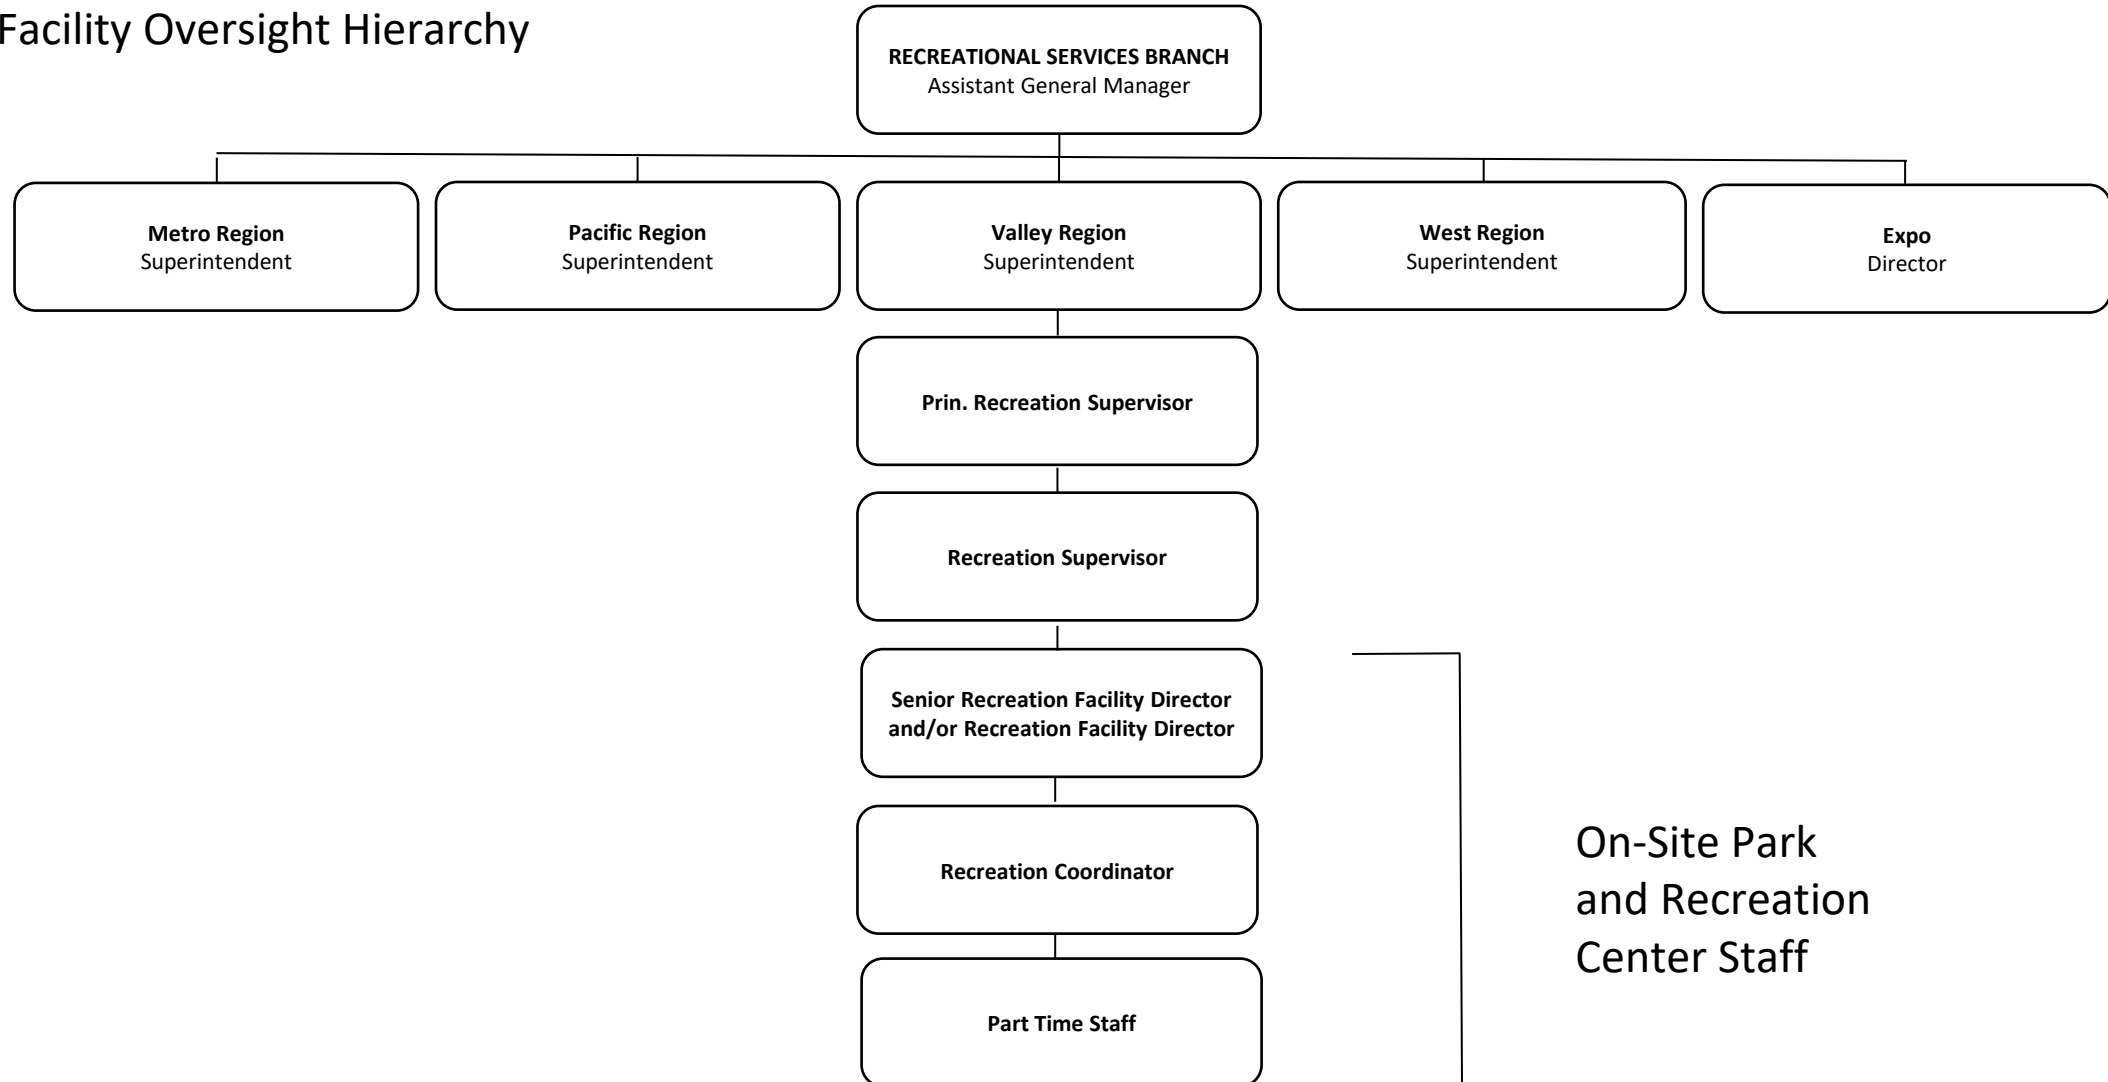 Facility Oversight Hierarchy
RECREATIONAL SERVICES BRANCH
Assistant General Manager
Metro Region
Superintendent
Pacific Region
Superintendent
Valley Region
Superintendent
West Region
Superintendent
Expo
Director
Prin. Recreation Supervisor
Recreation Supervisor
Senior Recreation Facility Director
and/or Recreation Facility Director
Recreation Coordinator
On-Site Park
and Recreation
Center Staff
Part Time Staff